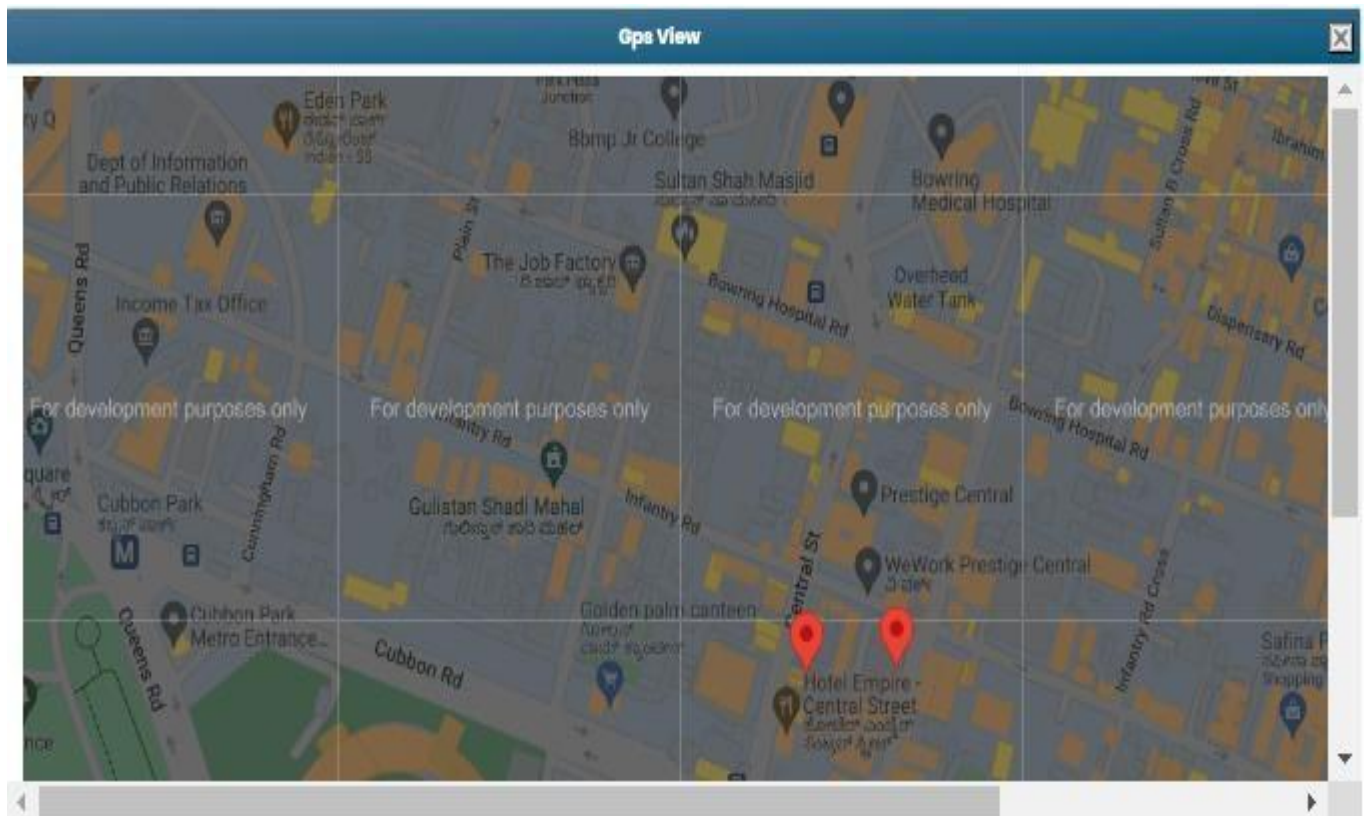 Gps View
X
Eden Park
Junction
Bbmp Jr College
Sultan B Cross Rd
Ibrahim
Dept of Information
and Public Relations
Sultan Shah Masjid
Bowring
Medical Hospital
Plain St
Queens Rd
The Job Factory
Income Tax Office
Bowring Hospital Rd
Overhead
Water Tank
Dispensary Rd
For development purposes only
For development purposes only
For development purposes only
For development purposes only
Infantry Rd
Bowring Hospital Rd
quare
Cubbon Park
ಕಬ್ಬನ್ ಪಾರ್ಕ್
M
Cunningham Rd
Gulistan Shadi Mahal
ಗುಲಿಸ್ತಾನ್ ಶಾದಿ ಮಹಲ್
Infantry Rd
Prestige Central
Central St
WeWork Prestige Central
Infantry Rd Cross
Cubbon Park
Metro Entrance...
Queens Rd
Cubbon Rd
Golden palm canteen
Hotel Empire -
Central Street
ಹೋಟೆಲ್ ಎಂಪೈರ್
Safina P
Shopping
nce